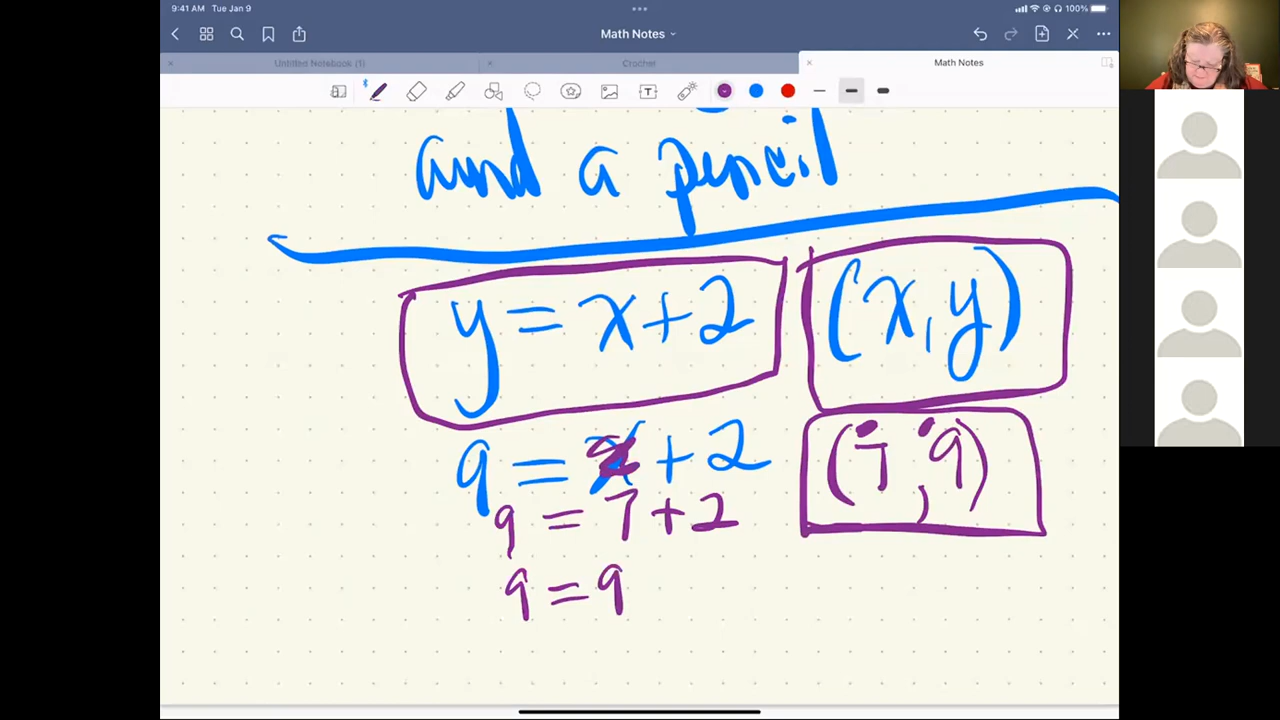 9:41 AM Tue Jan 9
100%
Math Notes
Untitled Notebook (1)
Crochet
Math Notes
and a pencil
y = x + 2 (x, y)
9 = x + 2 (7, 9)
9 = 7 + 2
9 = 9